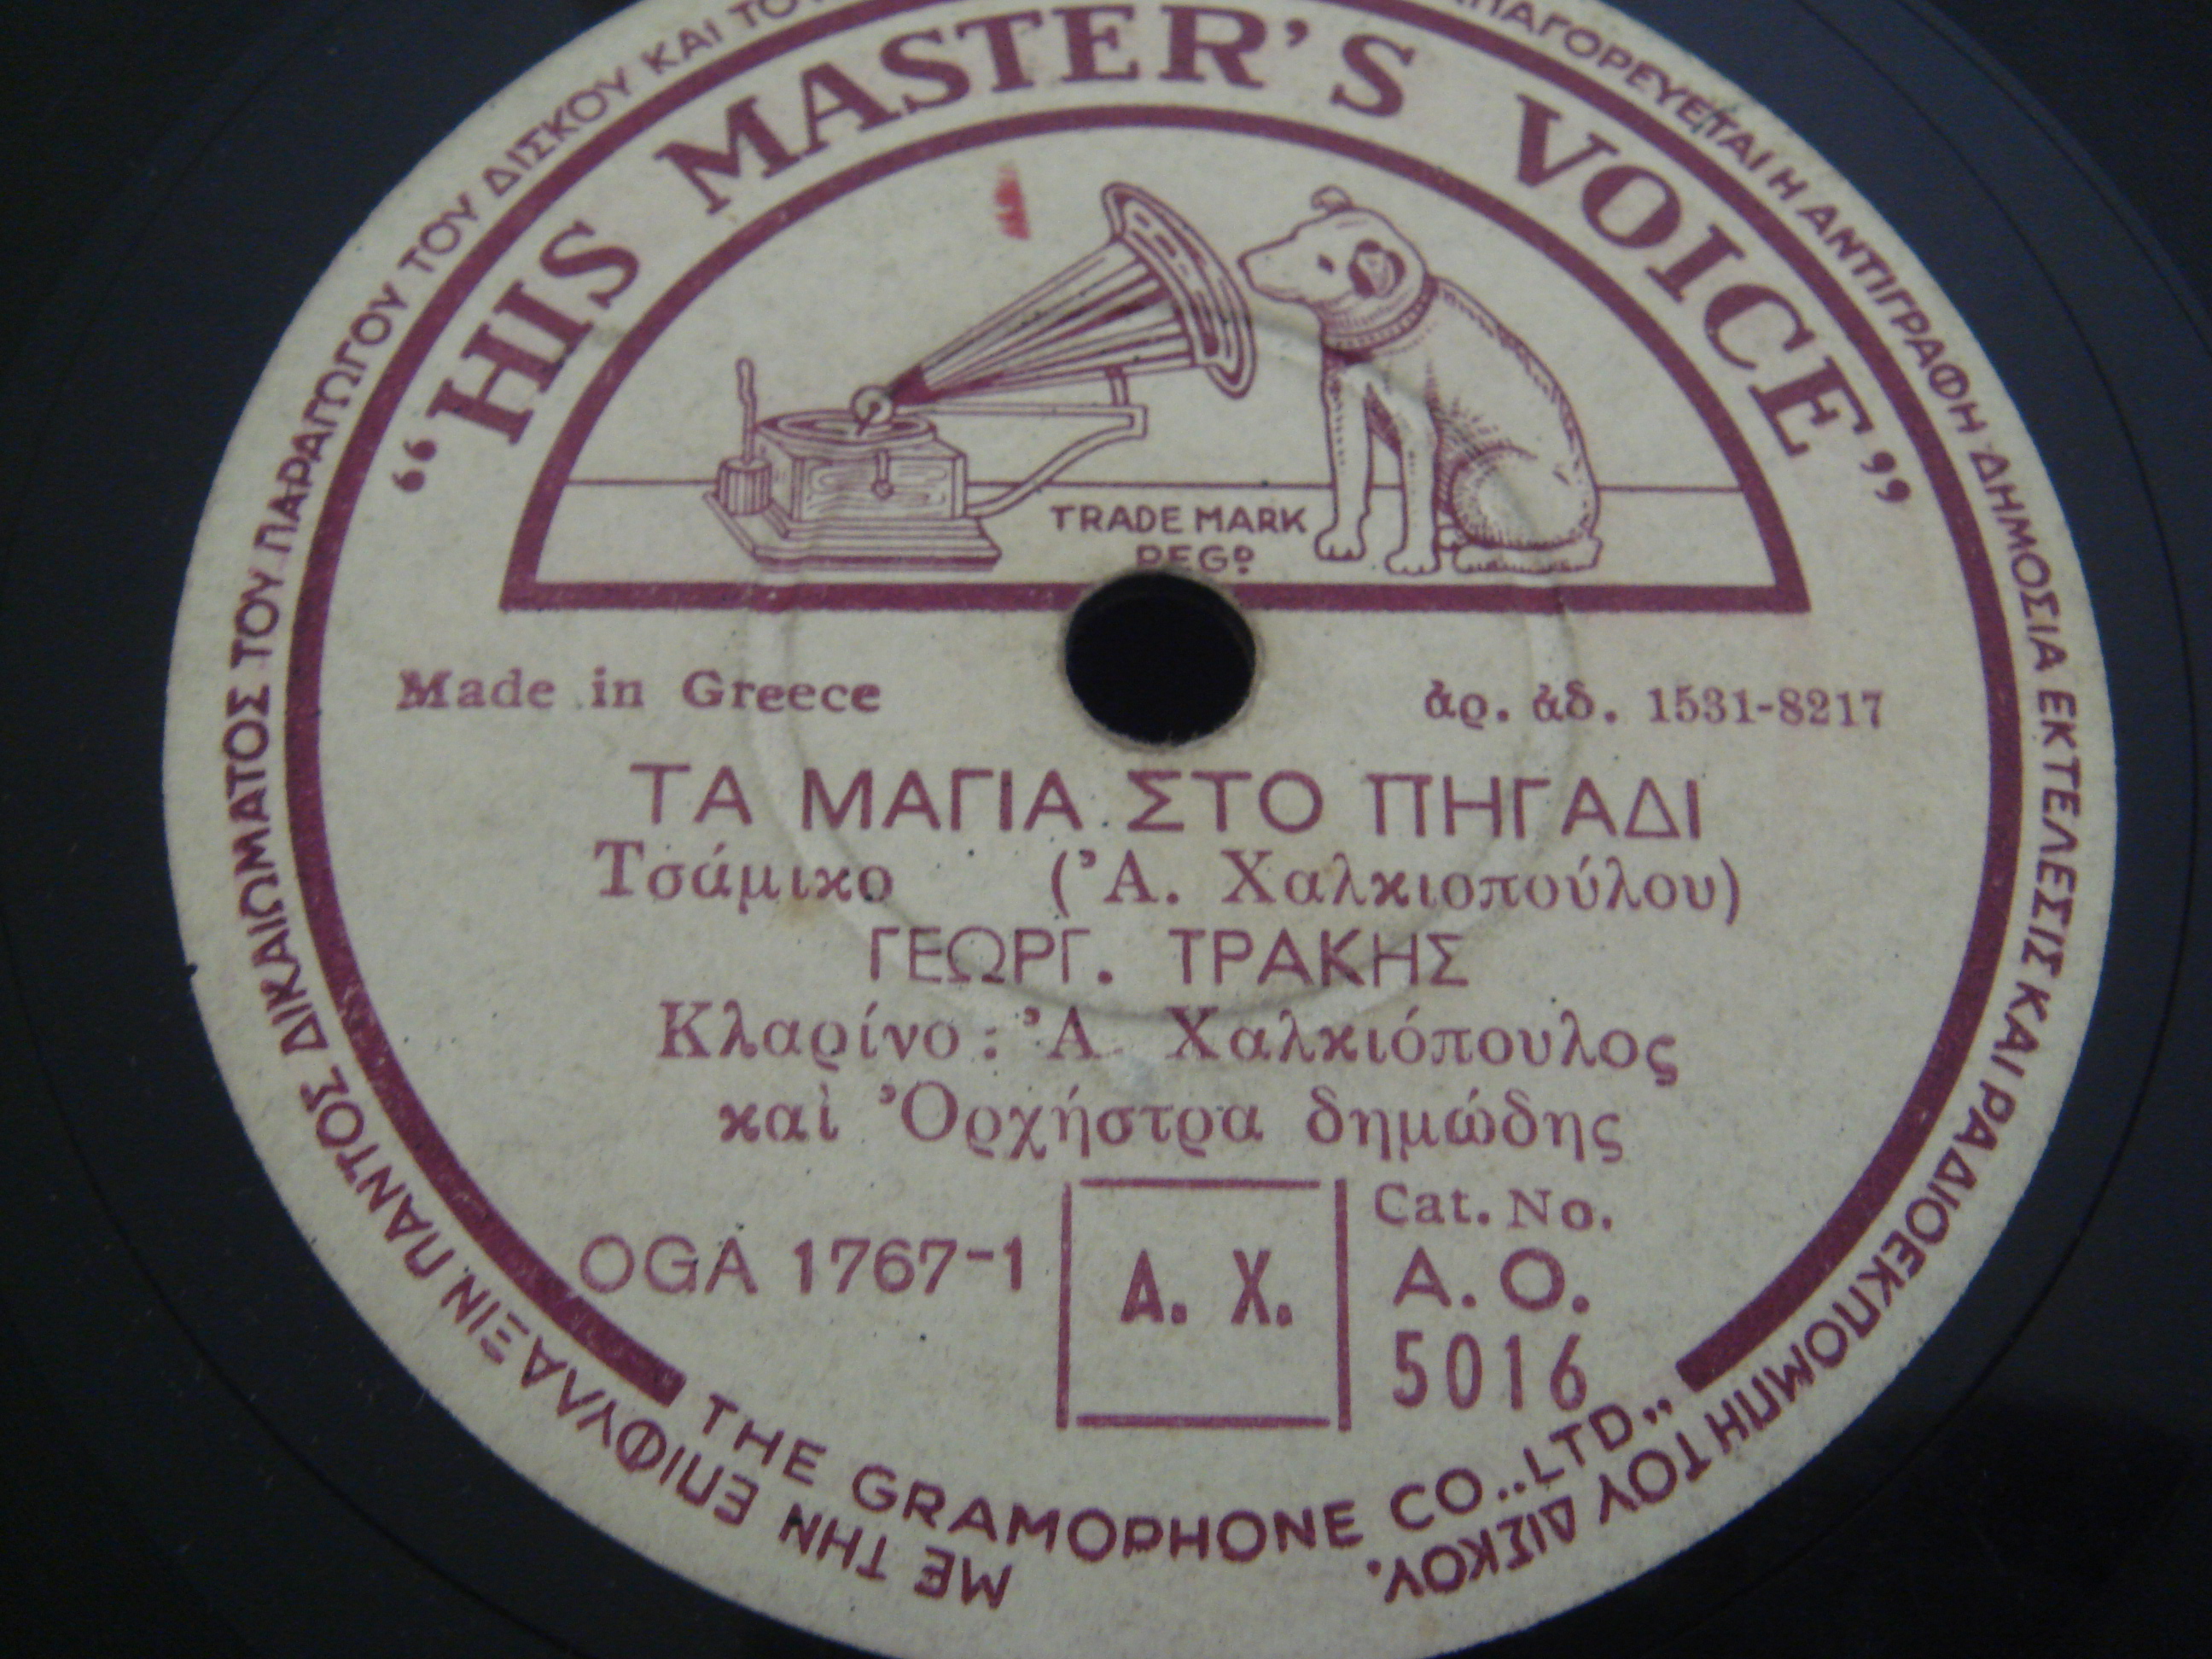 “HIS MASTER'S VOICE”
TRADE MARK
REGD
Made in Greece
ἀρ. ἀδ. 1531-8217
ΤΑ ΜΑΓΙΑ ΣΤΟ ΠΗΓΑΔΙ
Τσάμικο (Ἀ. Χαλκιοπούλου)
ΓΕΩΡΓ. ΤΡΑΚΗΣ
Κλαρίνο: Ἀ. Χαλκιόπουλος
καὶ Ὀρχήστρα δημώδης
OGA 1767-1
Α. Χ.
Cat. No.
A. O.
5016
THE GRAMOPHONE CO., LTD.,
ΜΕ ΤΗΝ ΕΠΙΦΥΛΑΞΙΝ ΠΑΝΤΟΣ ΔΙΚΑΙΩΜΑΤΟΣ ΤΟΥ ΠΑΡΑΓΩΓΟΥ ΤΟΥ ΔΙΣΚΟΥ ΚΑΙ ΤΟΥ
ΑΠΑΓΟΡΕΥΕΤΑΙ Η ΑΝΤΙΓΡΑΦΗ ΔΗΜΟΣΙΑ ΕΚΤΕΛΕΣΙΣ ΚΑΙ ΡΑΔΙΟΕΚΠΟΜΠΗ ΤΟΥ ΔΙΣΚΟΥ.